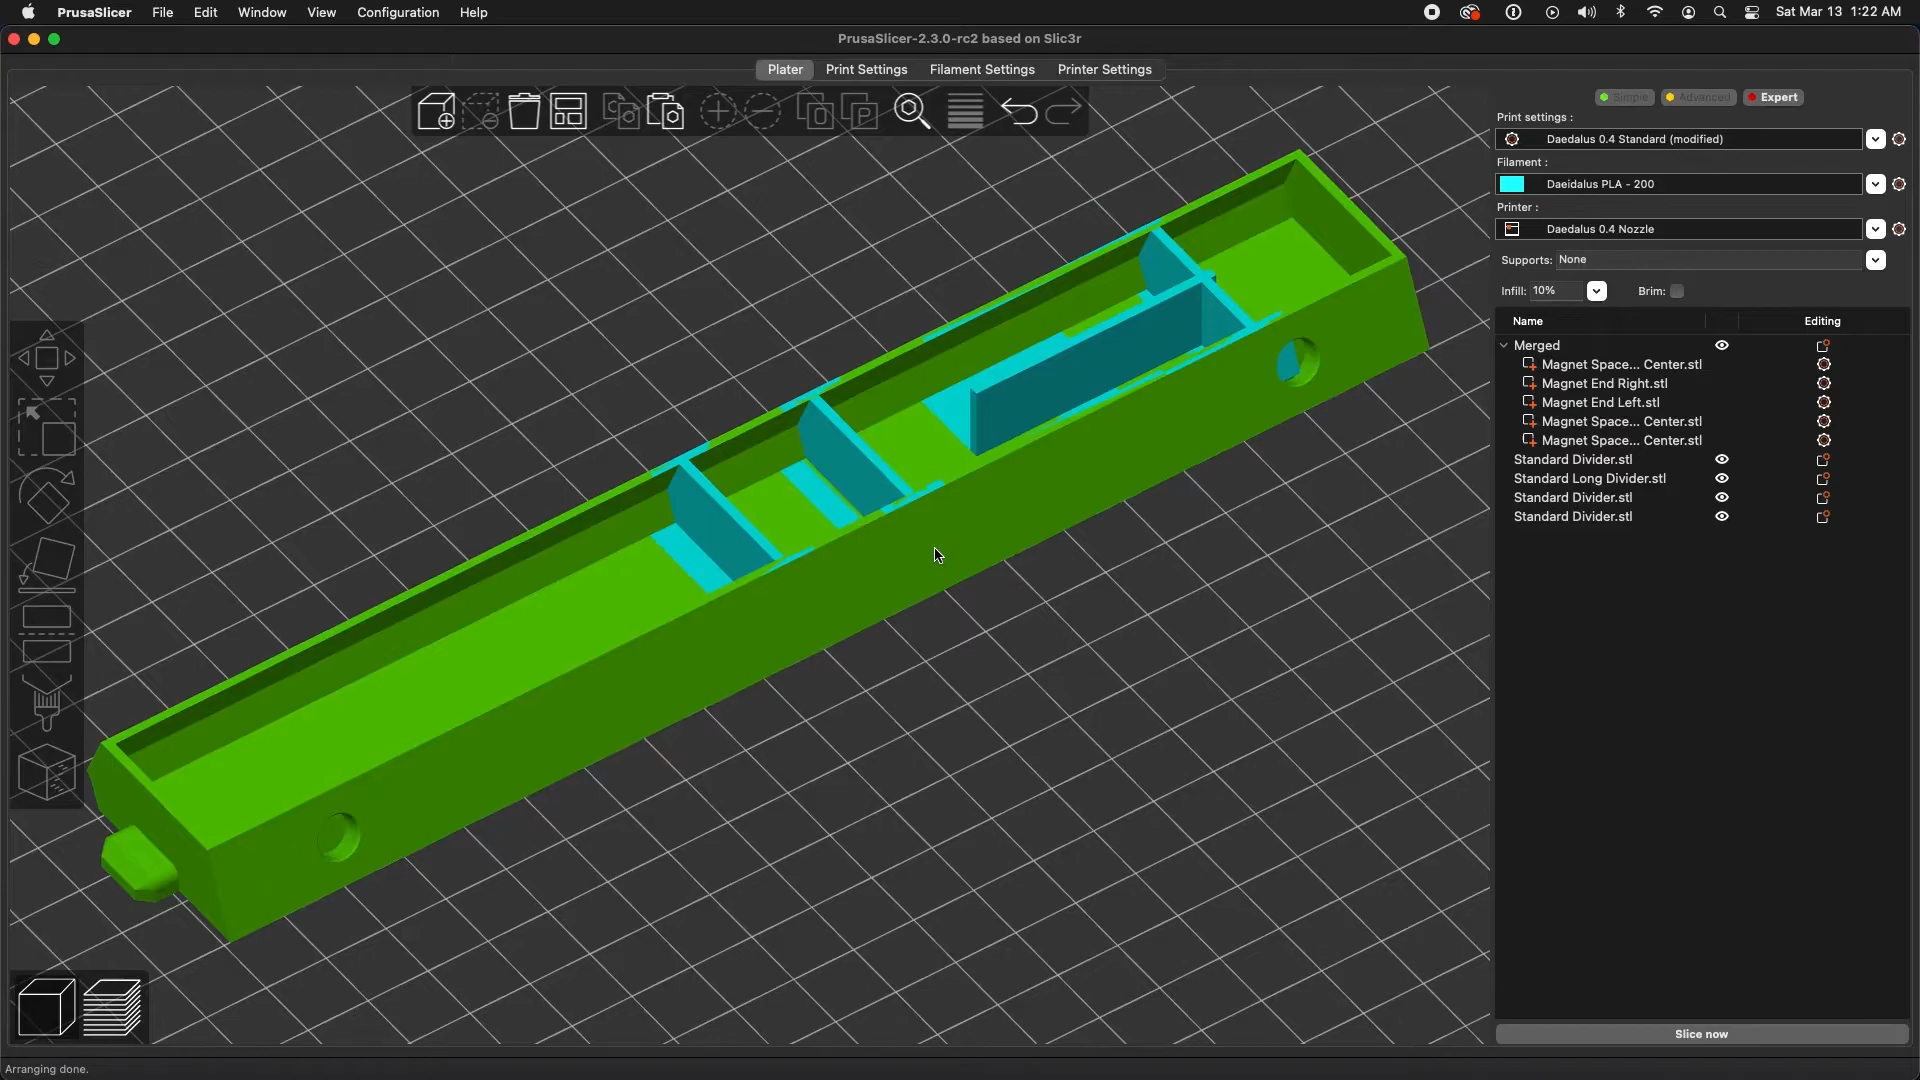 PrusaSlicer File Edit Window View Configuration Help Sat Mar 13 1:22 AM
PrusaSlicer-2.3.0-rc2 based on Slic3r
Plater Print Settings Filament Settings Printer Settings
Simple Advanced Expert
Print settings :
Daedalus 0.4 Standard (modified)
Filament :
Daeidalus PLA - 200
Printer :
Daedalus 0.4 Nozzle
Supports: None
Infill: 10% Brim:
Name Editing
Merged
Magnet Space... Center.stl
Magnet End Right.stl
Magnet End Left.stl
Magnet Space... Center.stl
Magnet Space... Center.stl
Standard Divider.stl
Standard Long Divider.stl
Standard Divider.stl
Standard Divider.stl
Slice now
Arranging done.